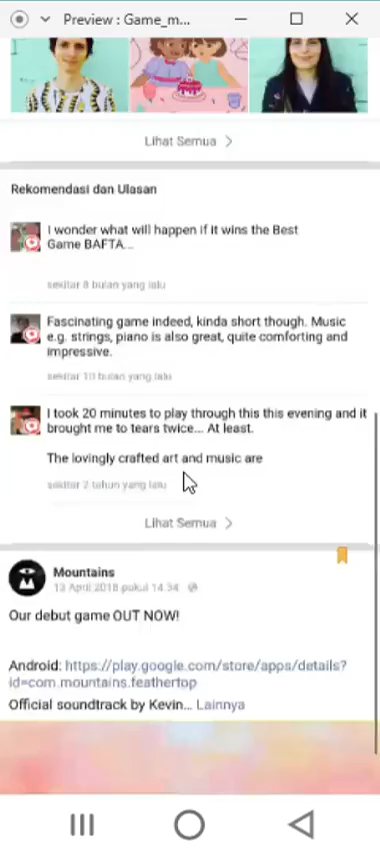 Preview : Game_m...
Lihat Semua
Rekomendasi dan Ulasan
I wonder what will happen if it wins the Best
Game BAFTA...
sekitar 8 bulan yang lalu
Fascinating game indeed, kinda short though. Music
e.g. strings, piano is also great, quite comforting and
impressive.
sekitar 10 bulan yang lalu
I took 20 minutes to play through this this evening and it
brought me to tears twice... At least.
The lovingly crafted art and music are
sekitar 2 tahun yang lalu
Lihat Semua
Mountains
13 April 2018 pukul 14.34
Our debut game OUT NOW!
Android: https://play.google.com/store/apps/details?
id=com.mountains.feathertop
Official soundtrack by Kevin... Lainnya